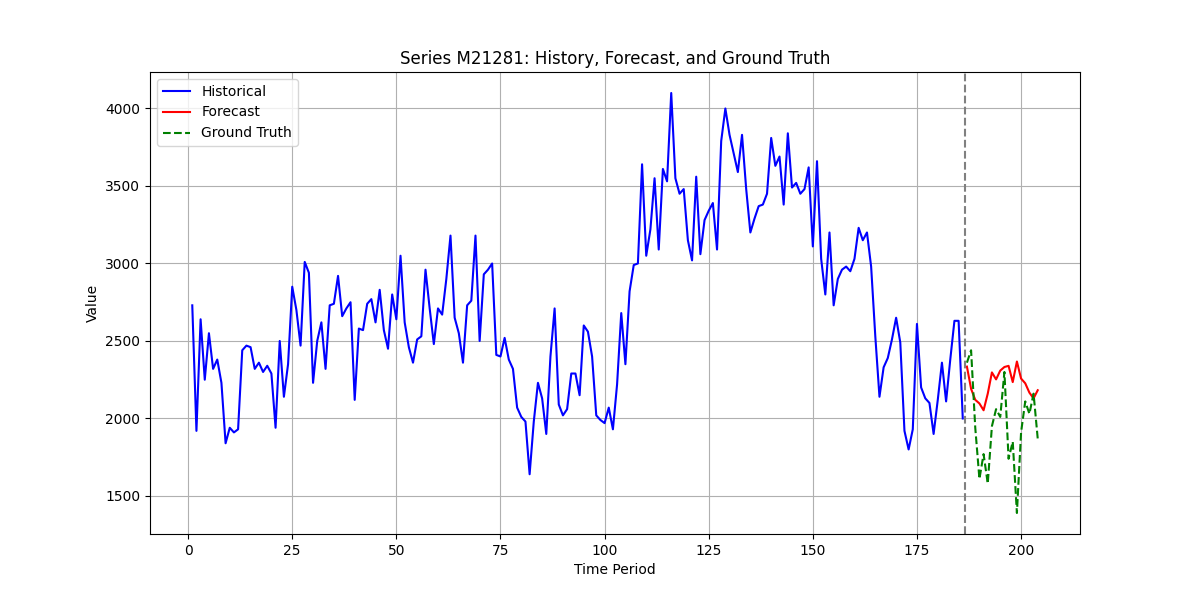 Series M21281: History, Forecast, and Ground Truth
Historical
Forecast
Ground Truth
4000
3500
3000
2500
2000
1500
Value
0 25 50 75 100 125 150 175 200
Time Period